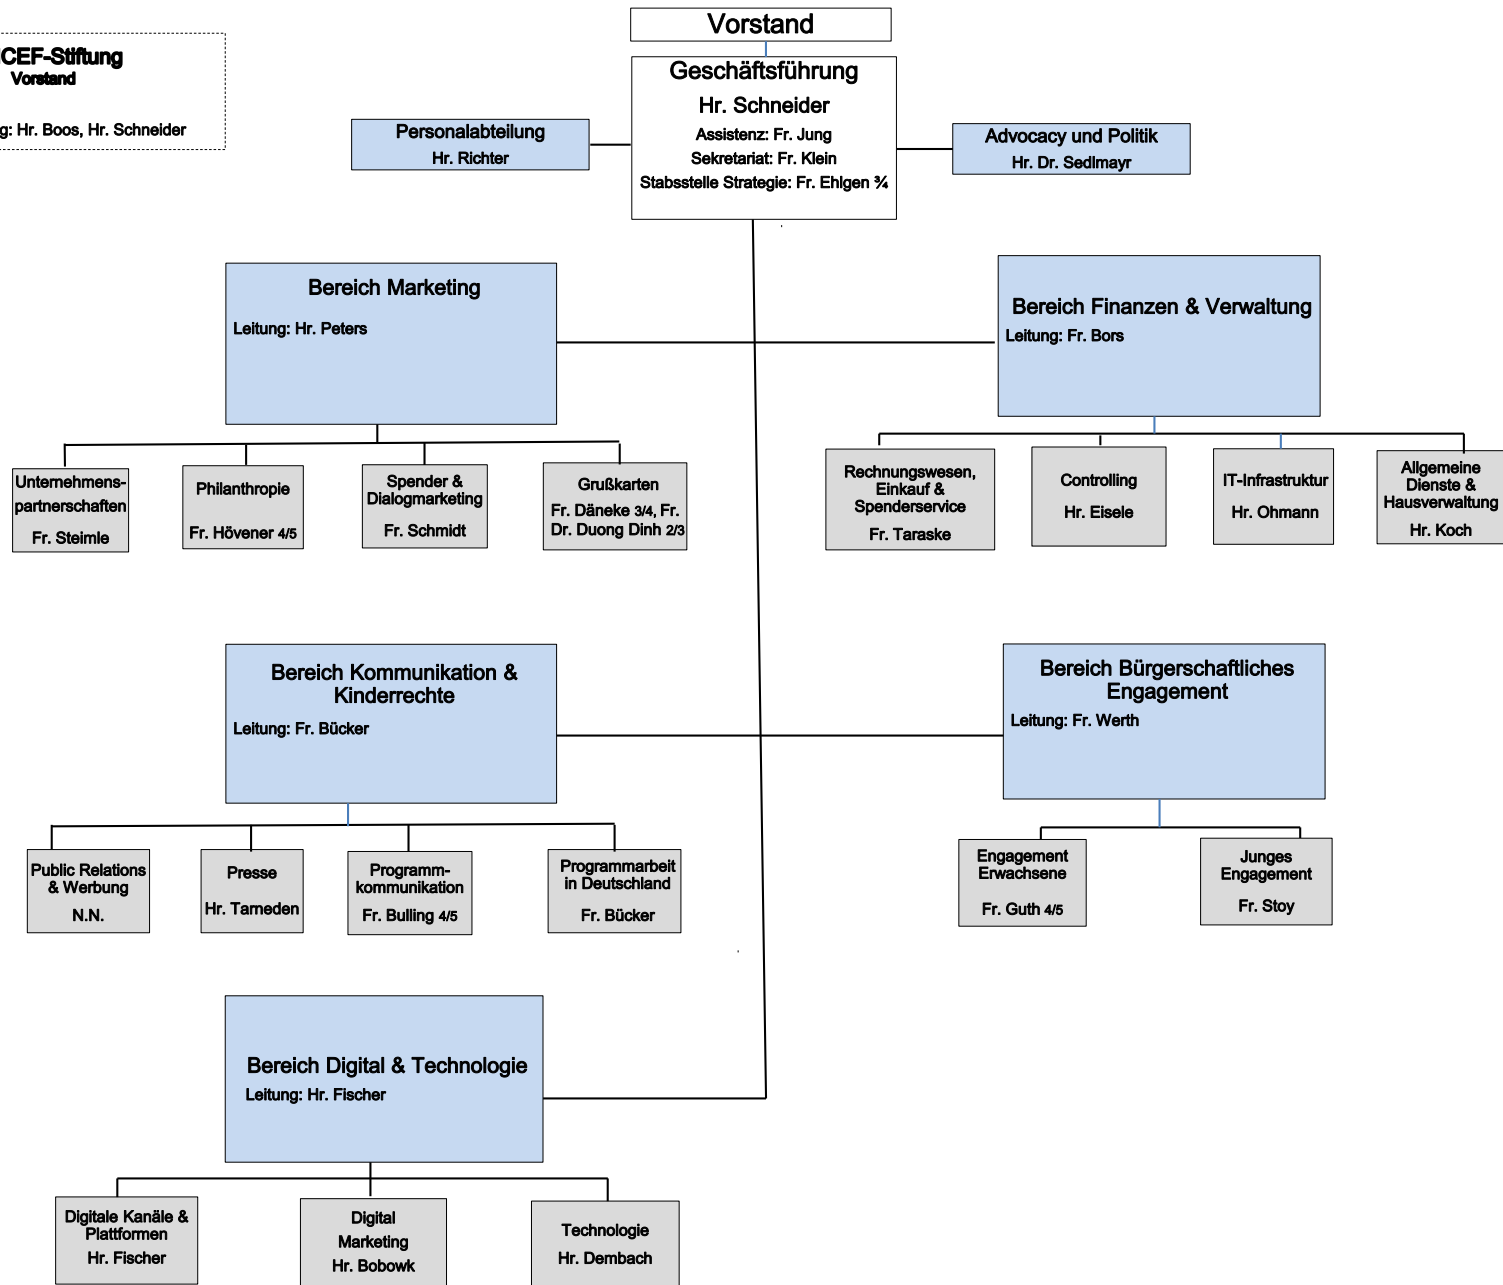 Vorstand
CEF-Stiftung
Vorstand
g: Hr. Boos, Hr. Schneider
Geschäftsführung
Hr. Schneider
Assistenz: Fr. Jung
Sekretariat: Fr. Klein
Stabsstelle Strategie: Fr. Ehlgen ¾
Personalabteilung
Hr. Richter
Advocacy und Politik
Hr. Dr. Sedlmayr
Bereich Marketing
Leitung: Hr. Peters
Bereich Finanzen & Verwaltung
Leitung: Fr. Bors
Unternehmens-
partnerschaften
Fr. Steimle
Philanthropie
Fr. Hövener 4/5
Spender &
Dialogmarketing
Fr. Schmidt
Grußkarten
Fr. Däneke 3/4, Fr.
Dr. Duong Dinh 2/3
Rechnungswesen,
Einkauf &
Spenderservice
Fr. Taraske
Controlling
Hr. Eisele
IT-Infrastruktur
Hr. Ohmann
Allgemeine
Dienste &
Hausverwaltung
Hr. Koch
Bereich Kommunikation &
Kinderrechte
Leitung: Fr. Bücker
Bereich Bürgerschaftliches
Engagement
Leitung: Fr. Werth
Public Relations
& Werbung
N.N.
Presse
Hr. Tarneden
Programm-
kommunikation
Fr. Bulling 4/5
Programmarbeit
in Deutschland
Fr. Bücker
Engagement
Erwachsene
Fr. Guth 4/5
Junges
Engagement
Fr. Stoy
Bereich Digital & Technologie
Leitung: Hr. Fischer
Digitale Kanäle &
Plattformen
Hr. Fischer
Digital
Marketing
Hr. Bobowk
Technologie
Hr. Dembach